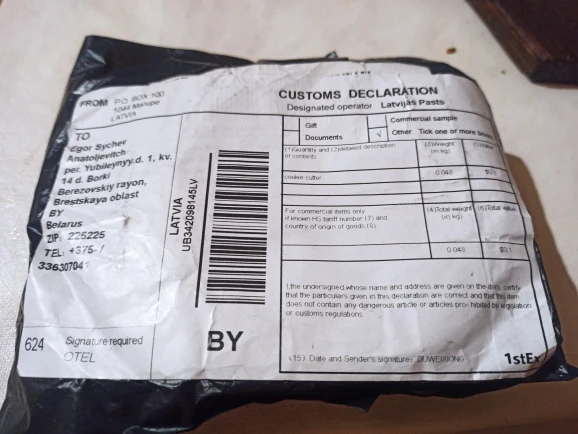 FROM PO BOX 100
1044 Marupe
LATVIA
TO
Egor Sychev
Anatoljevitch
per. Yubileynyy.d. 1, kv.
14 d. Borki
Berezovskiy rayon,
Brestskaya oblast
BY
Belarus
ZIP: 225225
TEL: +375-
33630704
624
Signature required
OTEL
LATVIA
UB342098145LV
BY
CUSTOMS DECLARATION
Designated operator Latvijas Pasts
Gift
Commercial sample
Documents
√ Other Tick one or more
(1)Quantity and (2)detailed description
of contents
(3)Weight
(in kg)
cookie cutter
0.048
For commercial items only
If known HS tariff number (7) and
country of origin of goods (8)
(4)Total weight
(in kg)
(6)Total value
0.048
I,the undersigned,whose name and address are given on the item, certify
that the particulars given in this declaration are correct and that this item
does not contain any dangerous article or articles prohibited by legislation
or customs regulations
(15) Date and Sender's signature: DUWEIXIONG
1stEx